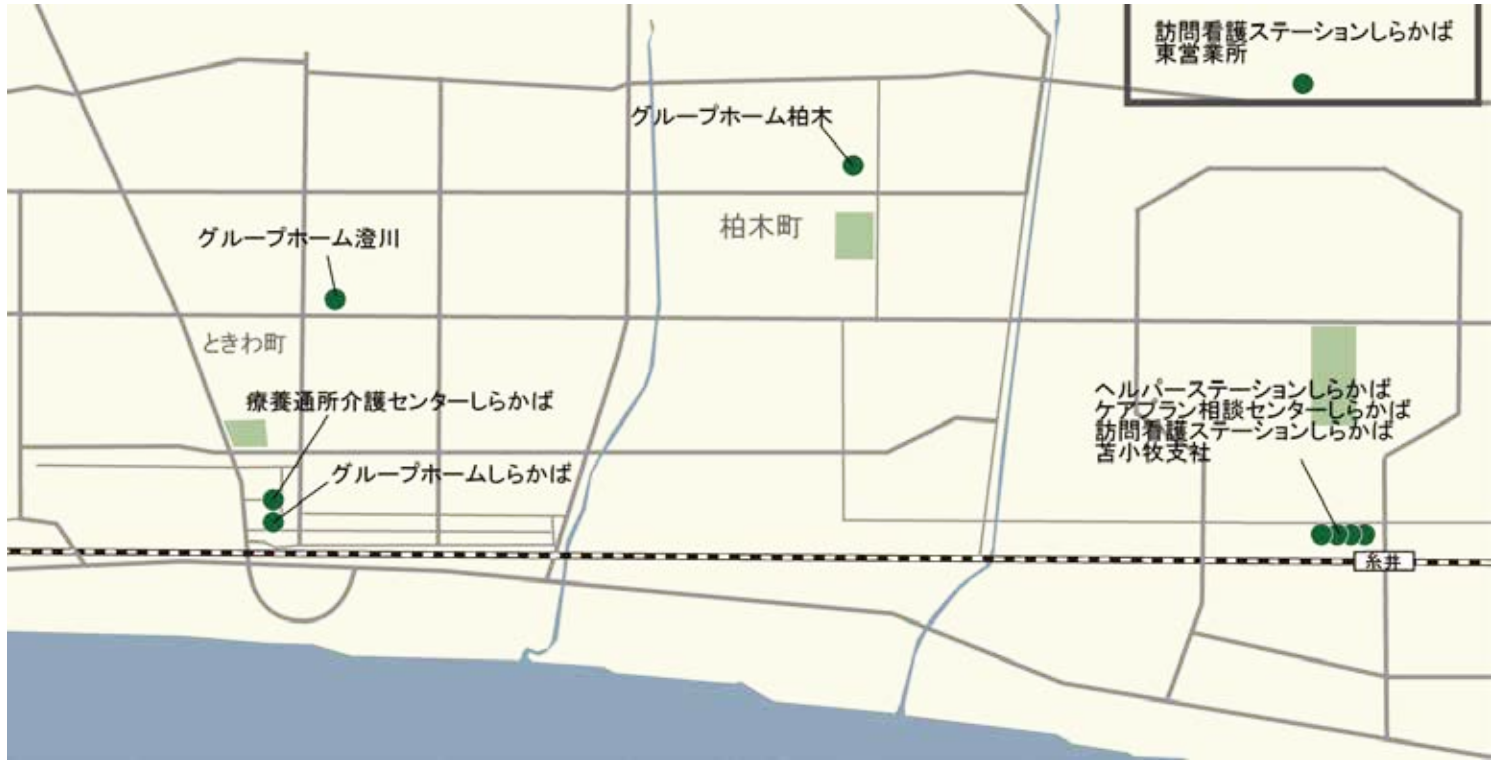 訪問看護ステーションしらかば
東営業所
グループホーム柏木
柏木町
グループホーム澄川
ときわ町
療養通所介護センターしらかば
グループホームしらかば
ヘルパーステーションしらかば
ケアプラン相談センターしらかば
訪問看護ステーションしらかば
苫小牧支社
糸井